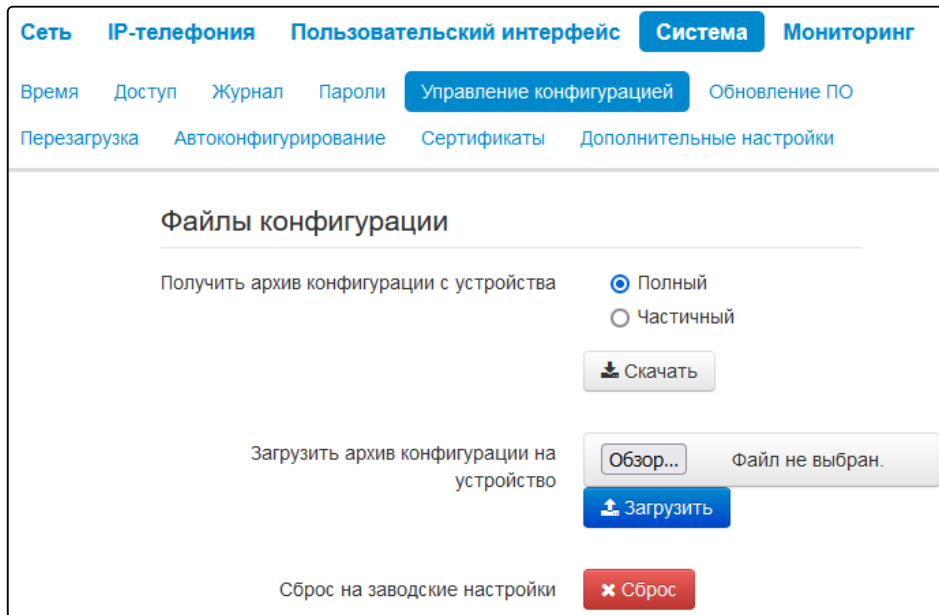 Сеть IP-телефония Пользовательский интерфейс Система Мониторинг
Время Доступ Журнал Пароли Управление конфигурацией Обновление ПО
Перезагрузка Автоконфигурирование Сертификаты Дополнительные настройки
Файлы конфигурации
Получить архив конфигурации с устройства Полный
Частичный
Скачать
Загрузить архив конфигурации на Обзор... Файл не выбран.
устройство
Загрузить
Сброс на заводские настройки Сброс